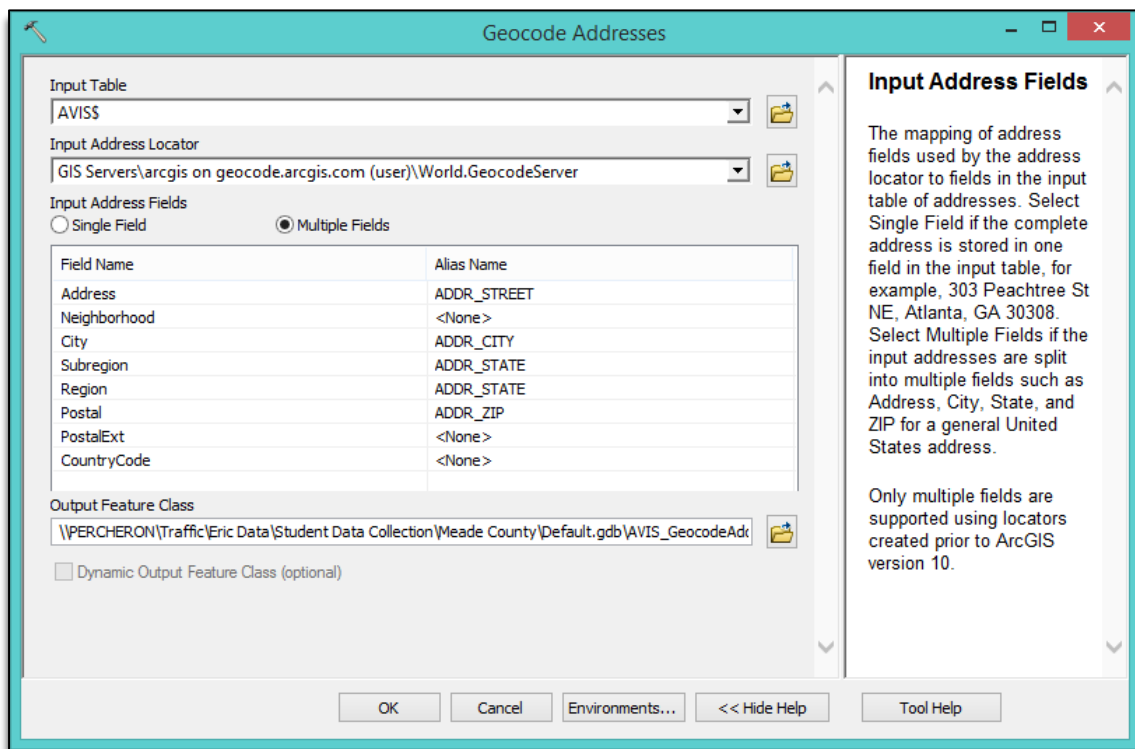 Geocode Addresses
Input Table
AVIS$
Input Address Locator
GIS Servers\arcgis on geocode.arcgis.com (user)\World.GeocodeServer
Input Address Fields
Single Field Multiple Fields
Field Name Alias Name
Address ADDR_STREET
Neighborhood <None>
City ADDR_CITY
Subregion ADDR_STATE
Region ADDR_STATE
Postal ADDR_ZIP
PostalExt <None>
CountryCode <None>
Output Feature Class
\\PERCHERON\Traffic\Eric Data\Student Data Collection\Meade County\Default.gdb\AVIS_GeocodeAdd
Dynamic Output Feature Class (optional)
OK Cancel Environments... << Hide Help Tool Help
Input Address Fields
The mapping of address
fields used by the address
locator to fields in the input
table of addresses. Select
Single Field if the complete
address is stored in one
field in the input table, for
example, 303 Peachtree St
NE, Atlanta, GA 30308.
Select Multiple Fields if the
input addresses are split
into multiple fields such as
Address, City, State, and
ZIP for a general United
States address.
Only multiple fields are
supported using locators
created prior to ArcGIS
version 10.